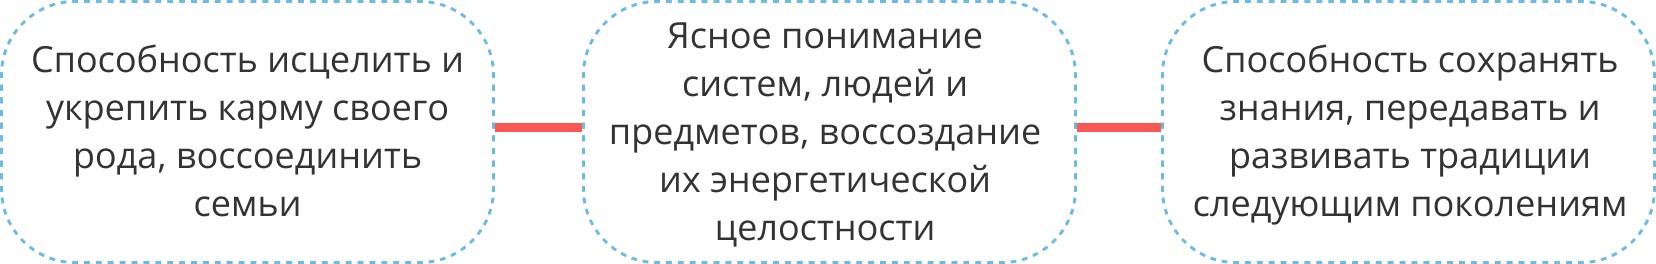 Способность исцелить и
укрепить карму своего
рода, воссоединить
семьи
Ясное понимание
систем, людей и
предметов, воссоздание
их энергетической
целостности
Способность сохранять
знания, передавать и
развивать традиции
следующим поколениям